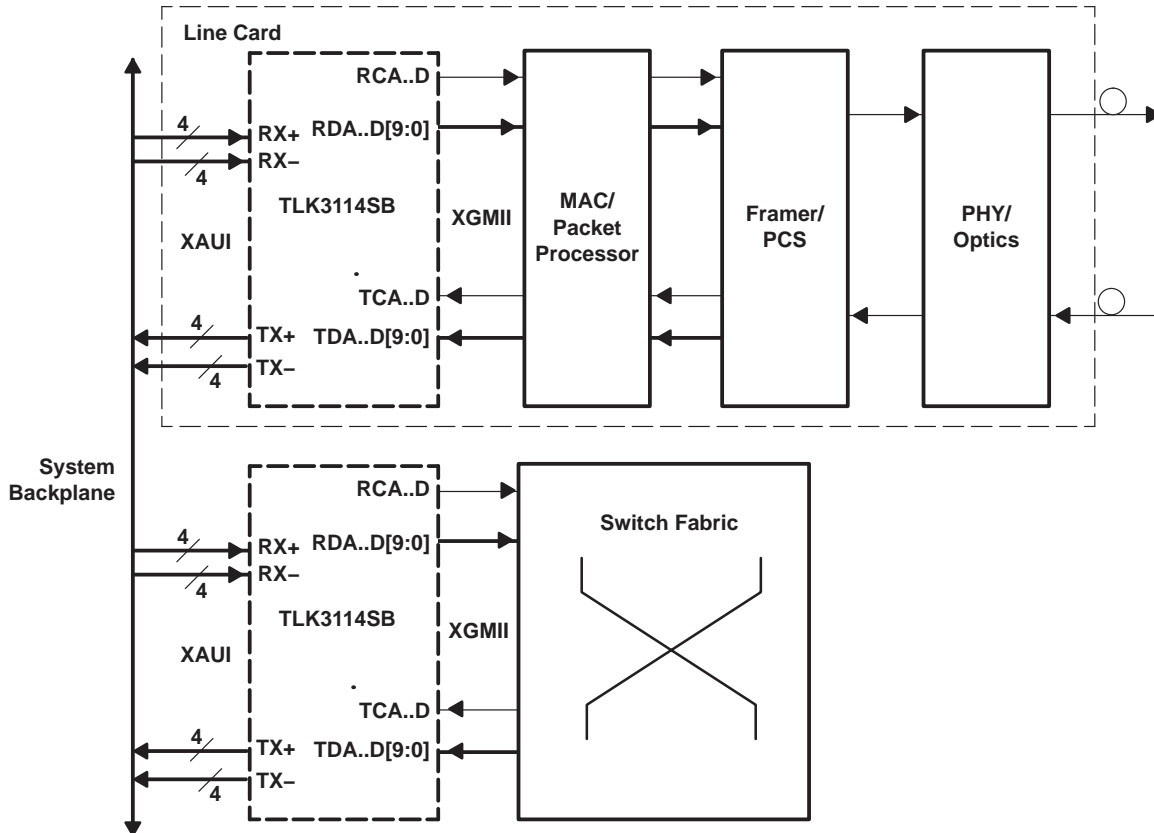 Line Card
RCA..D
4
RX+
RDA..D[9:0]
RX–
4
TLK3114SB
XAUI
XGMII
MAC/
Packet
Processor
Framer/
PCS
PHY/
Optics
TCA..D
4
TX+
TDA..D[9:0]
TX–
4
System
Backplane
RCA..D
Switch Fabric
4
RX+
RDA..D[9:0]
RX–
4
TLK3114SB
XAUI
XGMII
TCA..D
4
TX+
TDA..D[9:0]
TX–
4